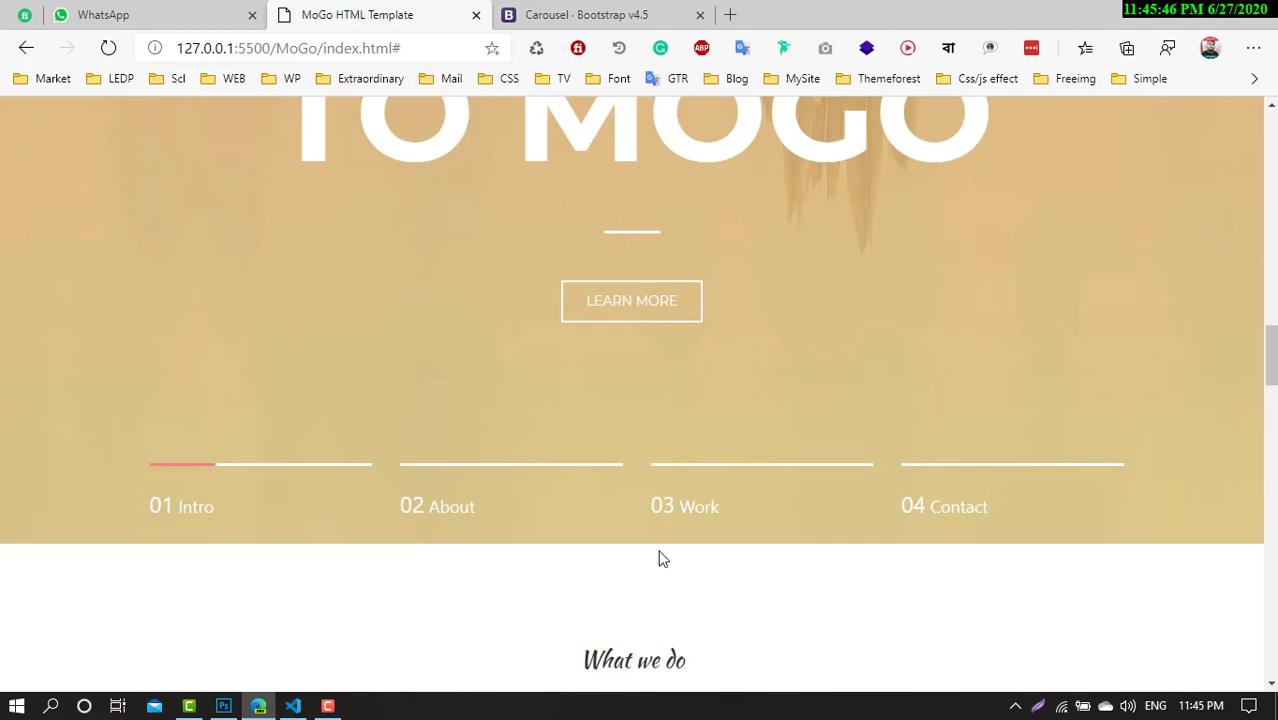 11:45:46 PM 6/27/2020
WhatsApp
MoGo HTML Template
Carousel · Bootstrap v4.5
127.0.0.1:5500/MoGo/index.html#
ABP
বা
Market
LEDP
Scl
WEB
WP
Extraordinary
Mail
CSS
TV
Font
GTR
Blog
MySite
Themeforest
Css/js effect
Freeimg
Simple
TO MOGO
LEARN MORE
01 Intro
02 About
03 Work
04 Contact
What we do
ENG
11:45 PM